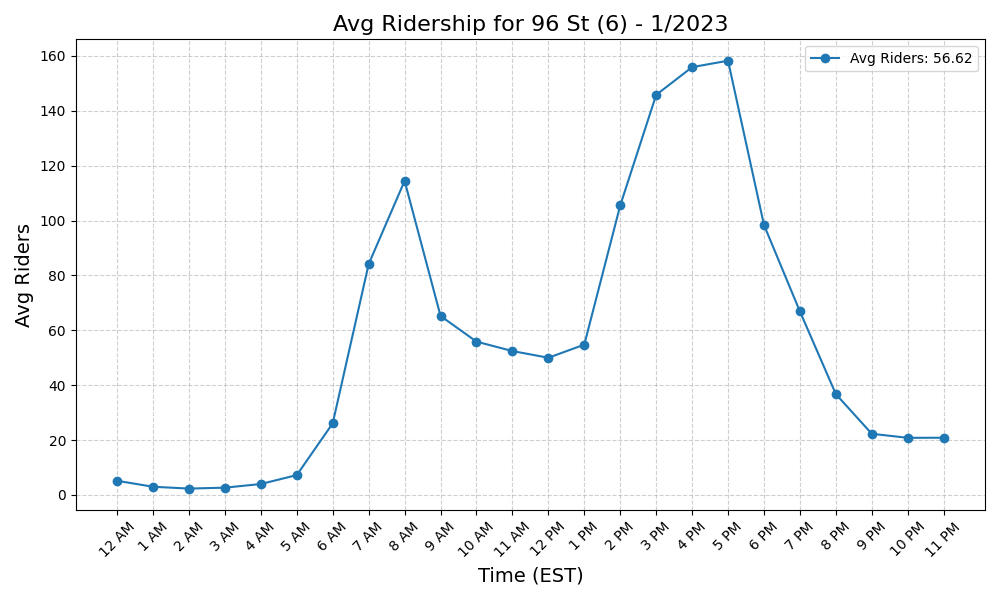 Avg Ridership for 96 St (6) - 1/2023
Avg Riders: 56.62
Avg Riders
160
140
120
100
80
60
40
20
0
12 AM
1 AM
2 AM
3 AM
4 AM
5 AM
6 AM
7 AM
8 AM
9 AM
10 AM
11 AM
12 PM
1 PM
2 PM
3 PM
4 PM
5 PM
6 PM
7 PM
8 PM
9 PM
10 PM
11 PM
Time (EST)